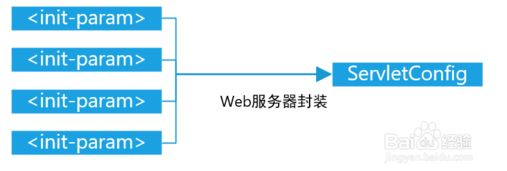 <init-param>
<init-param>
<init-param>
<init-param>
ServletConfig
Web服务器封装
Baidu经验
jingyan.baidu.com